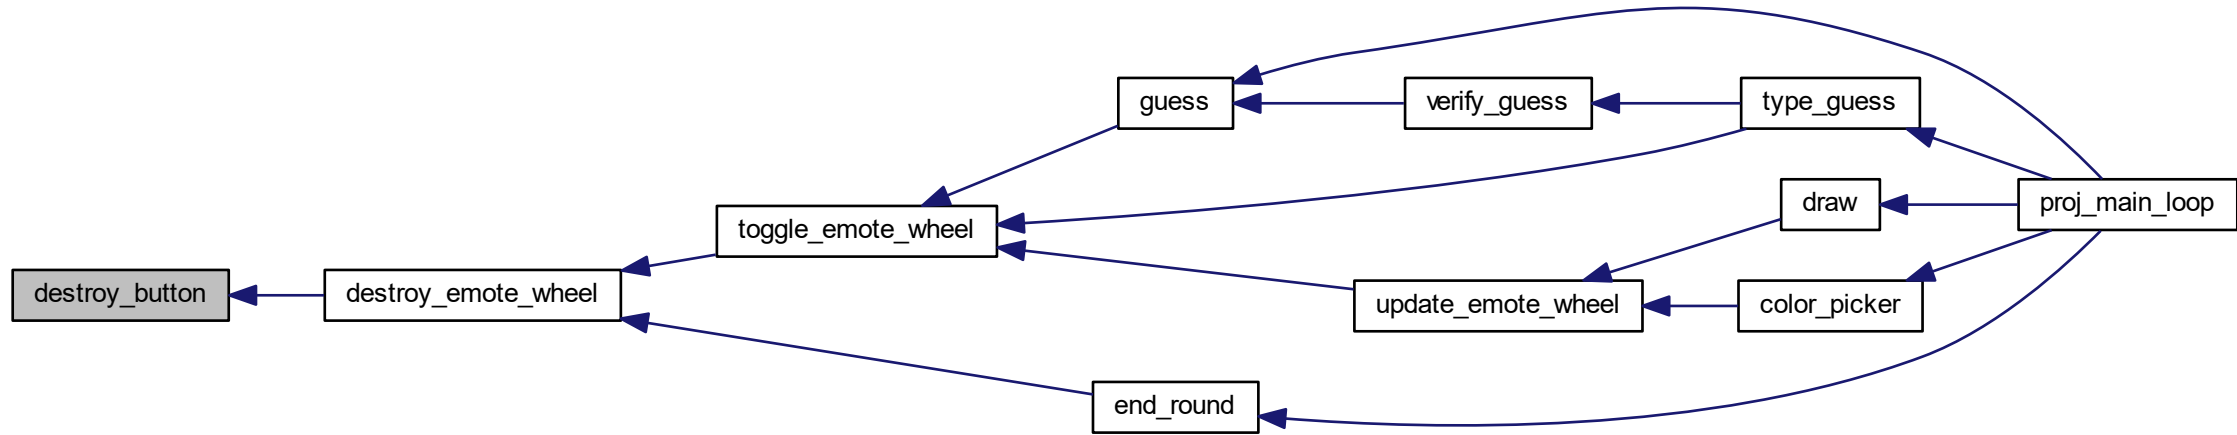 guess
verify_guess
type_guess
draw
proj_main_loop
toggle_emote_wheel
destroy_button
destroy_emote_wheel
update_emote_wheel
color_picker
end_round